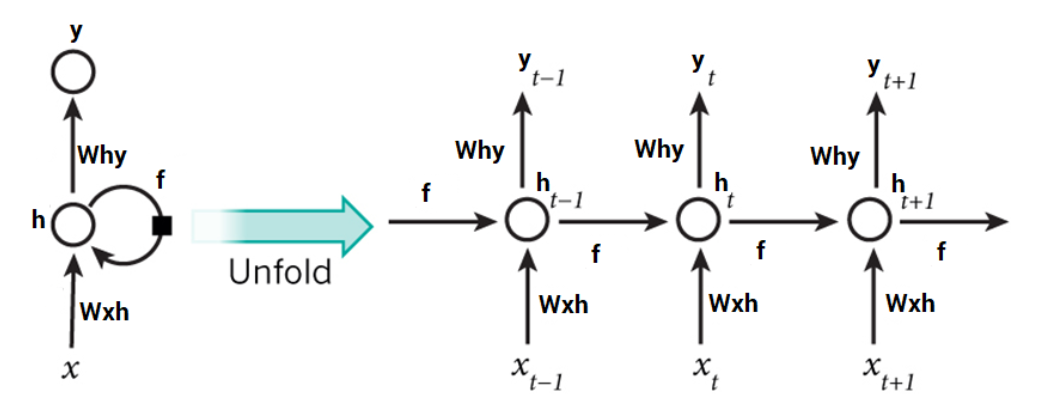 y
Why
f
h
Wxh
x
Unfold
y t-1
y t
y t+1
Why
Why
Why
f
h t-1
h t
h t+1
f
f
f
Wxh
Wxh
Wxh
x t-1
x t
x t+1